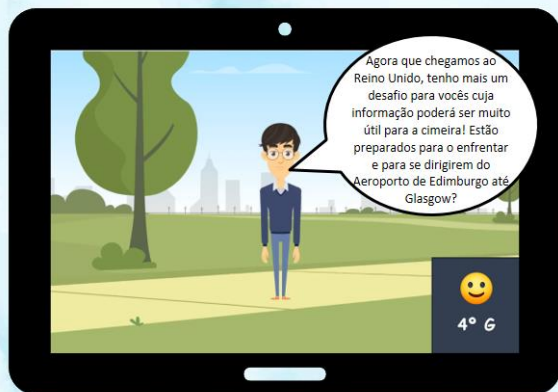 Agora que chegamos ao
Reino Unido, tenho mais um
desafio para vocês cuja
informação poderá ser muito
útil para a cimeira! Estão
preparados para o enfrentar
e para se dirigirem do
Aeroporto de Edimburgo até
Glasgow?
4º G